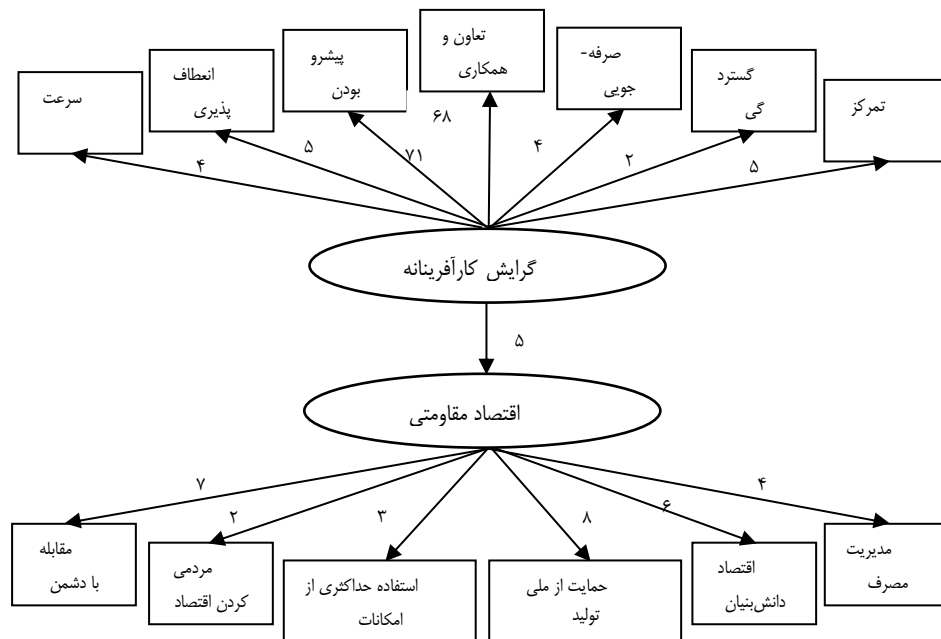 تعاون و
همکاری
پیشرو
بودن
صرفه-
جویی
انعطاف
پذیری
گسترد
گی
سرعت
تمرکز
۶۸
۷۱
۴
۵
۲
۴
۵
گرایش کارآفرینانه
۵
اقتصاد مقاومتی
۴
۶
۸
۳
۲
۷
مدیریت
مصرف
اقتصاد
دانش‌بنیان
حمایت از ملی
تولید
استفاده حداکثری از
امکانات
مردمی
کردن اقتصاد
مقابله
با دشمن